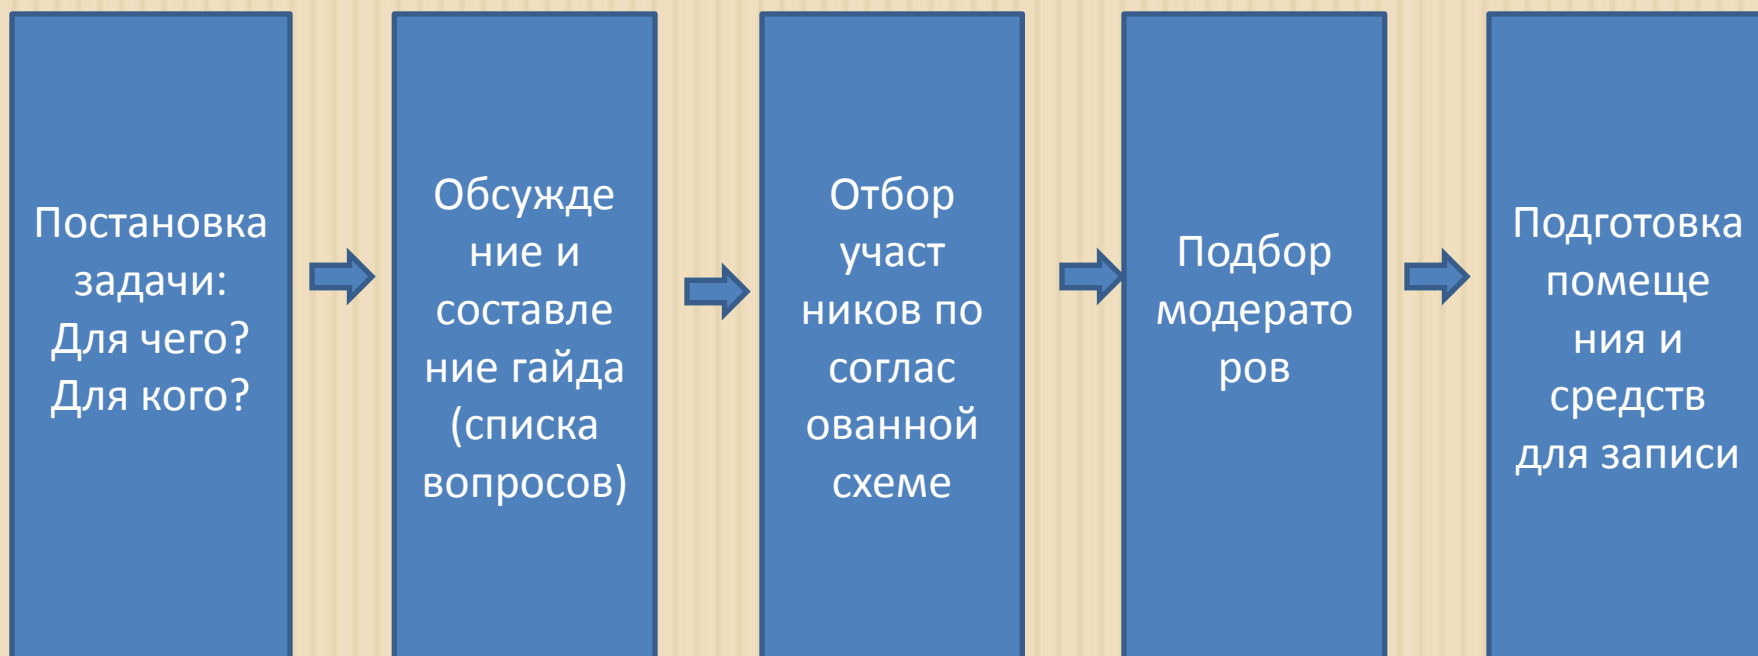 Постановка
задачи:
Для чего?
Для кого?
Обсужде
ние и
составле
ние гайда
(списка
вопросов)
Отбор
участ
ников по
соглас
ованной
схеме
Подбор
модерато
ров
Подготовка
помеще
ния и
средств
для записи